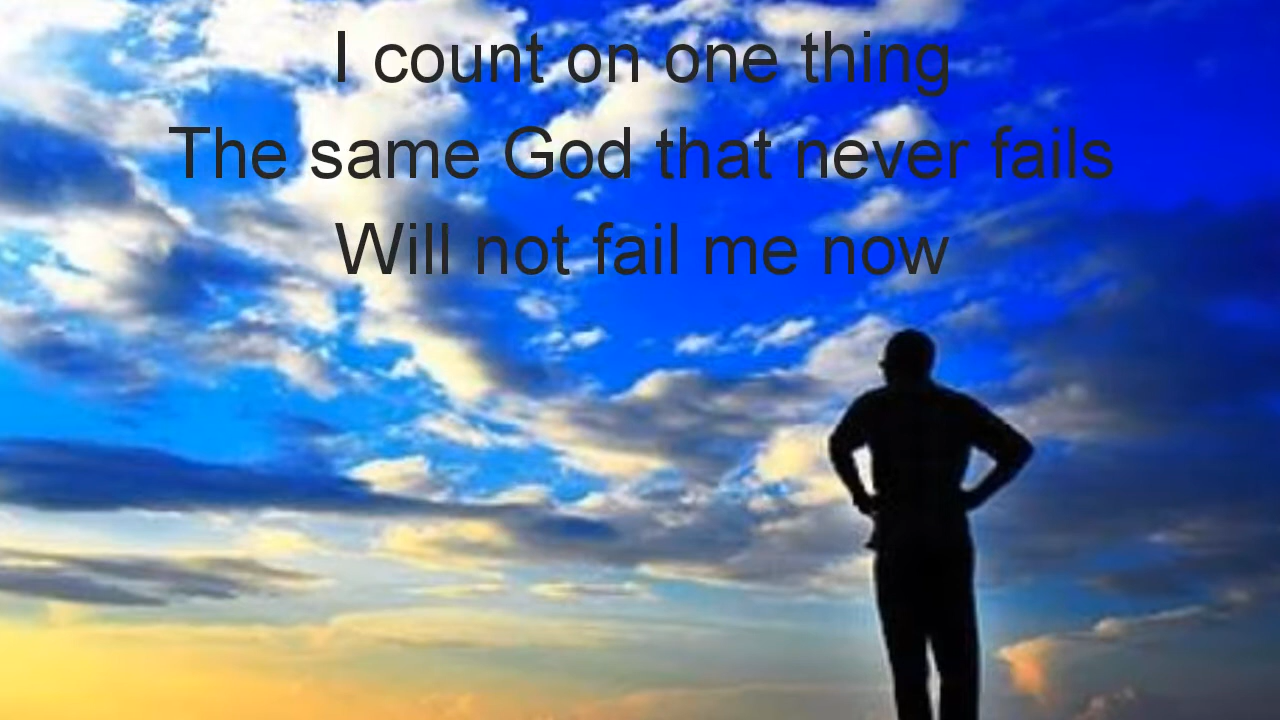 I count on one thing
The same God that never fails
Will not fail me now